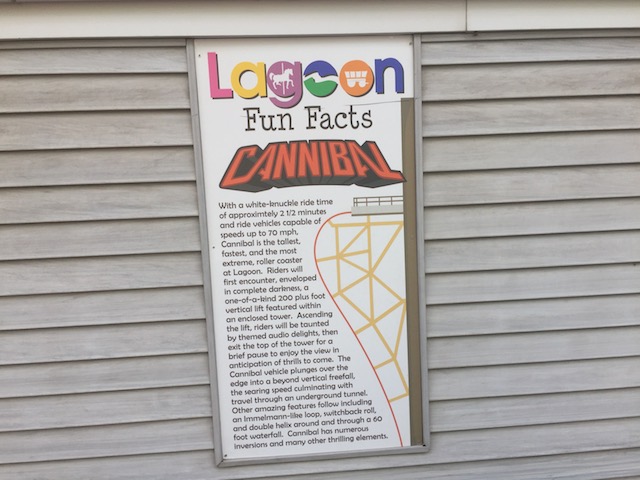 Lagoon
Fun Facts
CANNIBAL
With a white-knuckle ride time
of approximtely 2 1/2 minutes
and ride vehicles capable of
speeds up to 70 mph,
Cannibal is the tallest,
fastest, and the most
extreme, roller coaster
at Lagoon. Riders will
first encounter, enveloped
in complete darkness, a
one-of-a-kind 200 plus foot
vertical lift featured within
an enclosed tower. Ascending
the lift, riders will be taunted
by themed audio delights, then
exit the top of the tower for a
brief pause to enjoy the view in
anticipation of thrills to come. The
Cannibal vehicle plunges over the
edge into a beyond vertical freefall,
the searing speed culminating with
travel through an underground tunnel.
Other amazing features follow including
an Immelmann-like loop, switchback roll,
and double helix around and through a 60
foot waterfall. Cannibal has numerous
inversions and many other thrilling elements.